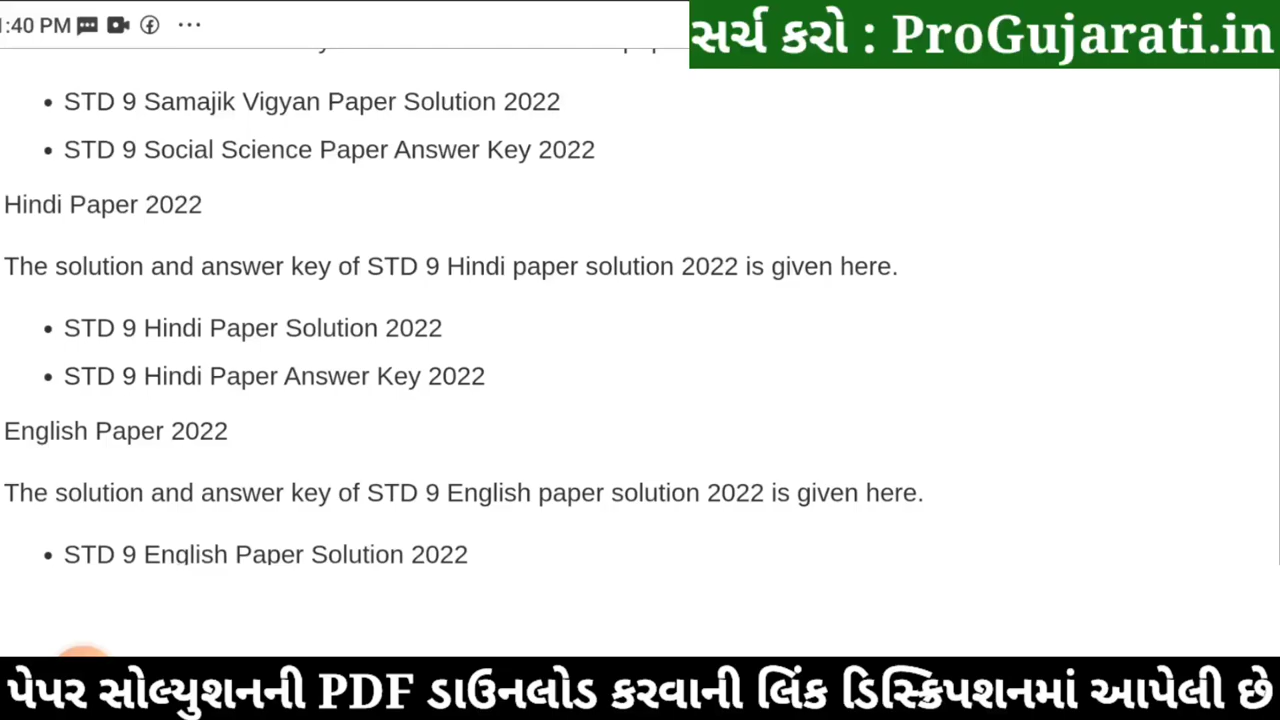 1:40 PM
સર્ચ કરો : ProGujarati.in
STD 9 Samajik Vigyan Paper Solution 2022
STD 9 Social Science Paper Answer Key 2022
Hindi Paper 2022
The solution and answer key of STD 9 Hindi paper solution 2022 is given here.
STD 9 Hindi Paper Solution 2022
STD 9 Hindi Paper Answer Key 2022
English Paper 2022
The solution and answer key of STD 9 English paper solution 2022 is given here.
STD 9 English Paper Solution 2022
પેપર સોલ્યુશનની PDF ડાઉનલોડ કરવાની લિંક ડિસ્ક્રિપશનમાં આપેલી છે